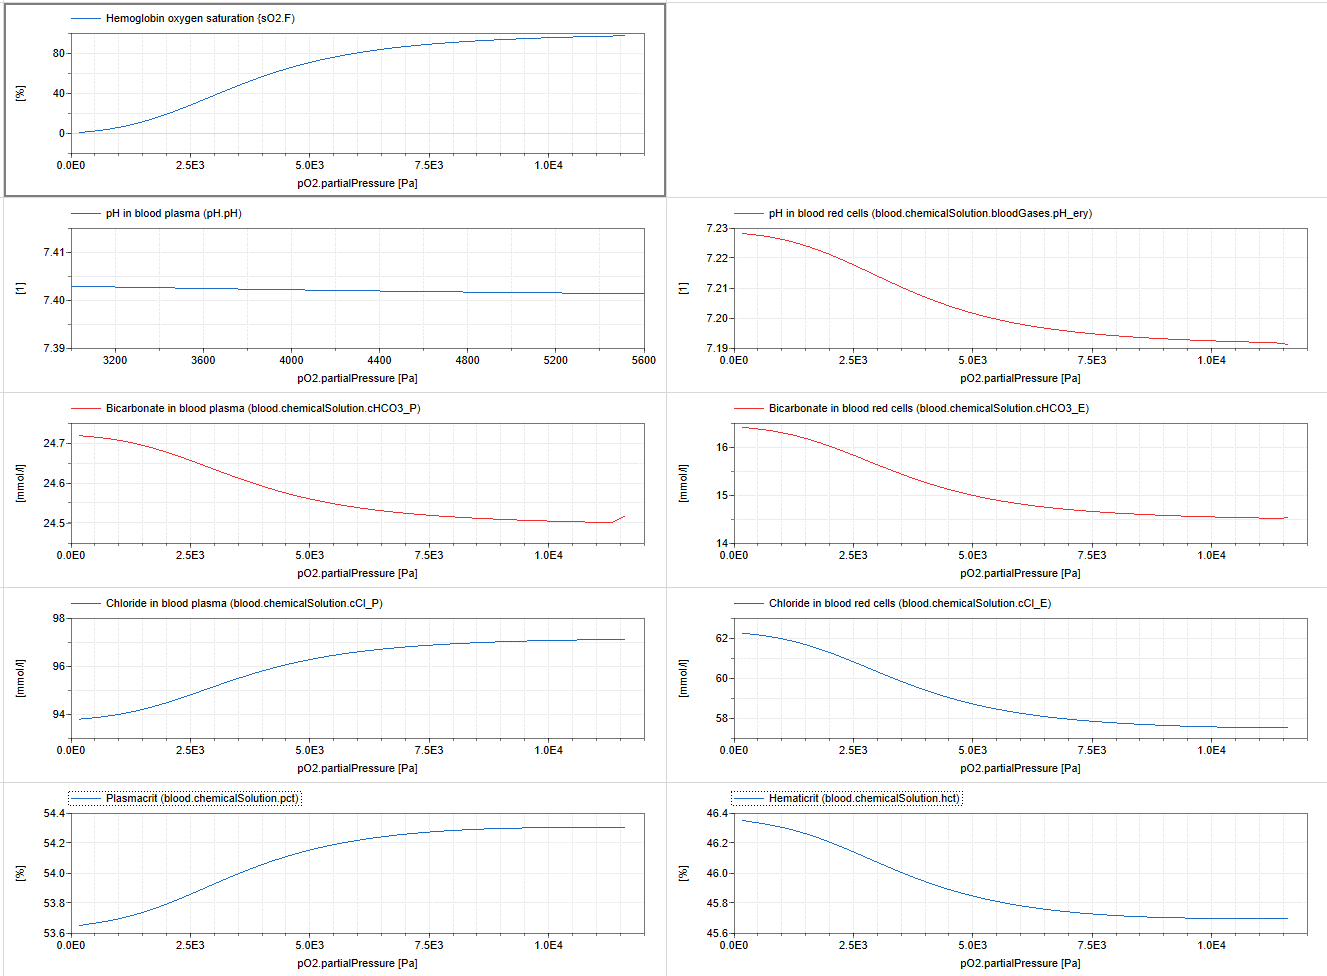 Hemoglobin oxygen saturation (sO2.F)
80
40
0
[%]
0.0E0 2.5E3 5.0E3 7.5E3 1.0E4
pO2.partialPressure [Pa]
pH in blood plasma (pH.pH)
7.41
7.40
7.39
[1]
3200 3600 4000 4400 4800 5200 5600
pO2.partialPressure [Pa]
pH in blood red cells (blood.chemicalSolution.bloodGases.pH_ery)
7.23
7.22
7.21
7.20
7.19
[1]
0.0E0 2.5E3 5.0E3 7.5E3 1.0E4
pO2.partialPressure [Pa]
Bicarbonate in blood plasma (blood.chemicalSolution.cHCO3_P)
24.7
24.6
24.5
[mmol/l]
0.0E0 2.5E3 5.0E3 7.5E3 1.0E4
pO2.partialPressure [Pa]
Bicarbonate in blood red cells (blood.chemicalSolution.cHCO3_E)
16
15
14
[mmol/l]
0.0E0 2.5E3 5.0E3 7.5E3 1.0E4
pO2.partialPressure [Pa]
Chloride in blood plasma (blood.chemicalSolution.cCl_P)
98
96
94
[mmol/l]
0.0E0 2.5E3 5.0E3 7.5E3 1.0E4
pO2.partialPressure [Pa]
Chloride in blood red cells (blood.chemicalSolution.cCl_E)
62
60
58
[mmol/l]
0.0E0 2.5E3 5.0E3 7.5E3 1.0E4
pO2.partialPressure [Pa]
Plasmacrit (blood.chemicalSolution.pct)
54.4
54.2
54.0
53.8
53.6
[%]
0.0E0 2.5E3 5.0E3 7.5E3 1.0E4
pO2.partialPressure [Pa]
Hematicrit (blood.chemicalSolution.hct)
46.4
46.2
46.0
45.8
45.6
[%]
0.0E0 2.5E3 5.0E3 7.5E3 1.0E4
pO2.partialPressure [Pa]